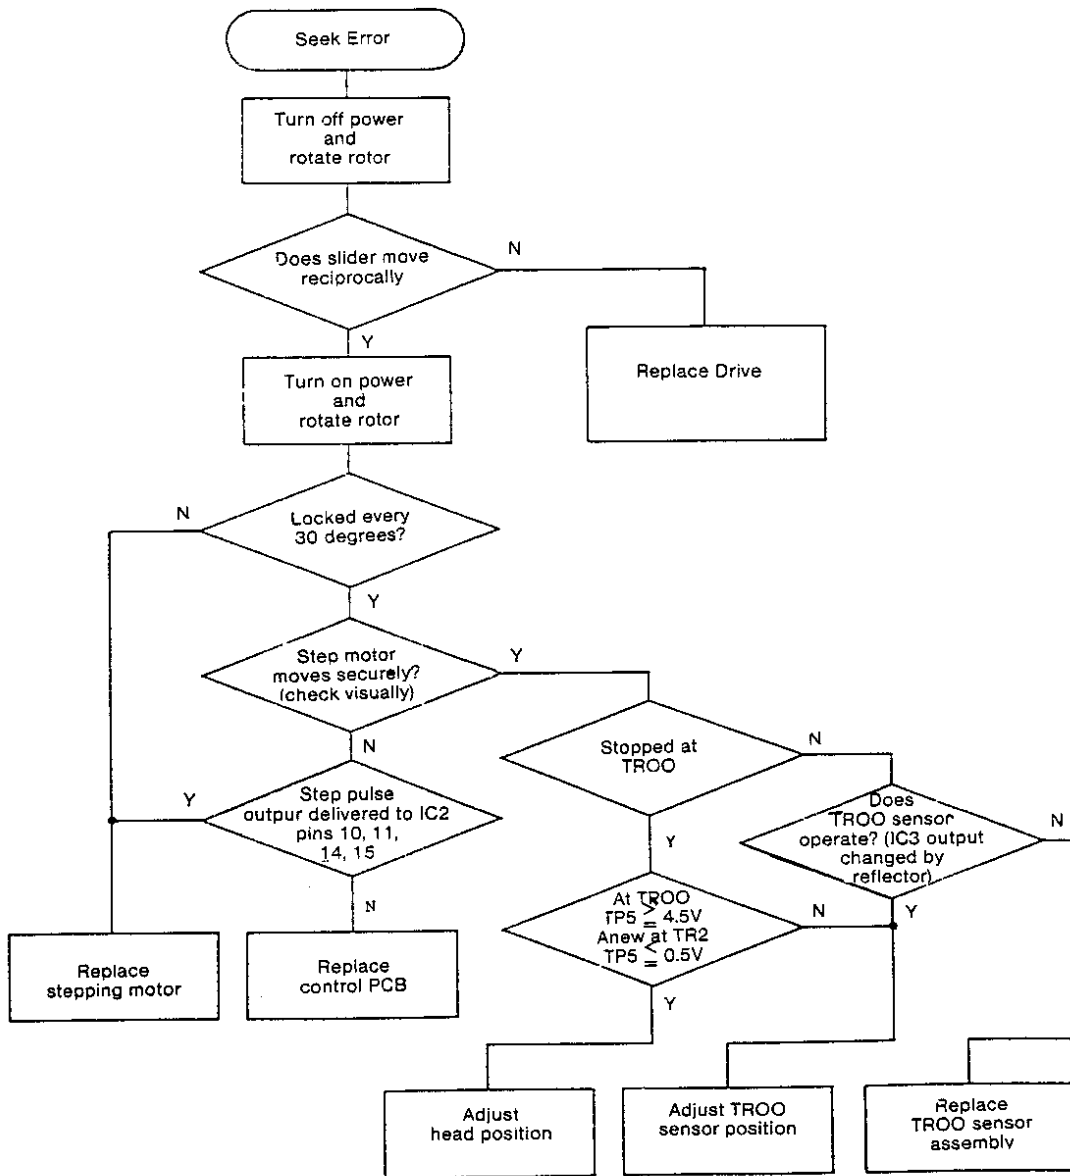 Seek Error
Turn off power
and
rotate rotor
Does slider move
reciprocally
N
Y
Replace Drive
Turn on power
and
rotate rotor
N
Locked every
30 degrees?
Y
Step motor
moves securely?
(check visually)
Y
N
Stopped at
TROO
N
Y
Y
Step pulse
outpur delivered to IC2
pins 10, 11,
14, 15
N
Does
TROO sensor
operate? (IC3 output
changed by
reflector)
N
Y
At TROO
TP5 ≥ 4.5V
Anew at TR2
TP5 ≤ 0.5V
N
Y
Replace
stepping motor
Replace
control PCB
Adjust
head position
Adjust TROO
sensor position
Replace
TROO sensor
assembly